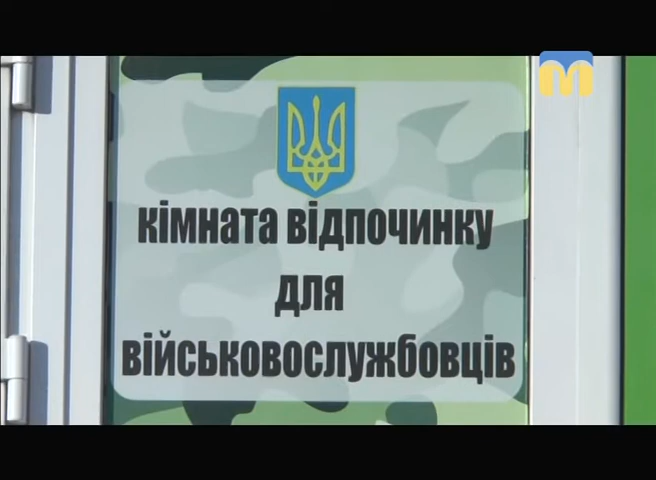 кімната відпочинку
для
військовослужбовців